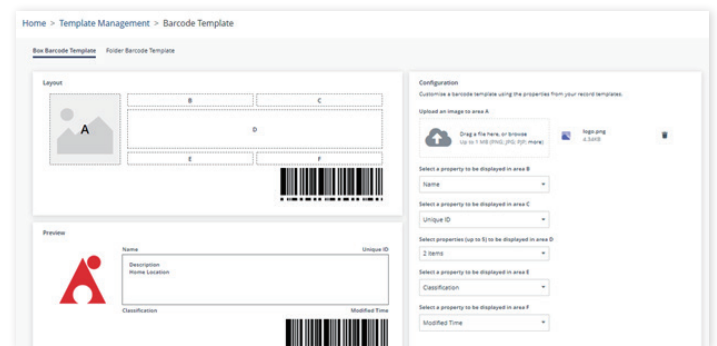 Home > Template Management > Barcode Template
Box Barcode Template Folder Barcode Template
Layout
A
B C
D
E F
Preview
Name Unique ID
Description
Home Location
Classification Modified Time
Configuration
Customize a barcode template using the properties from your record templates.
Upload an image to area A
Drag a file here, or browse
Up to 1 MB (PNG, JPG, PJP, more)
logo.png
4.34KB
Select a property to be displayed in area B
Name
Select a property to be displayed in area C
Unique ID
Select properties (up to 5) to be displayed in area D
2 items
Select a property to be displayed in area E
Classification
Select a property to be displayed in area F
Modified Time